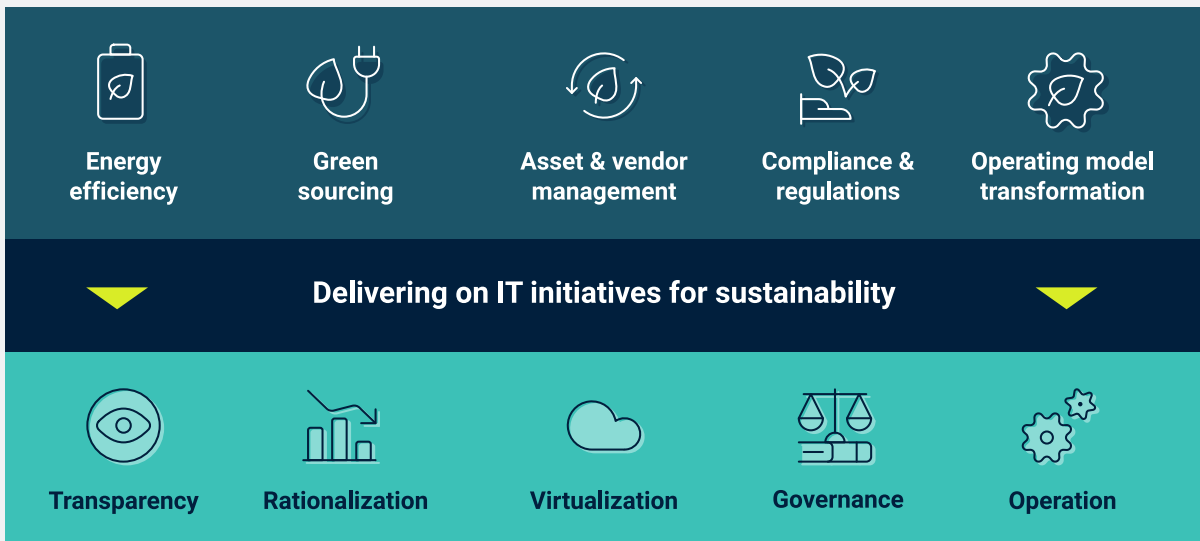 Energy
efficiency
Green
sourcing
Asset & vendor
management
Compliance &
regulations
Operating model
transformation
Delivering on IT initiatives for sustainability
Transparency
Rationalization
Virtualization
Governance
Operation